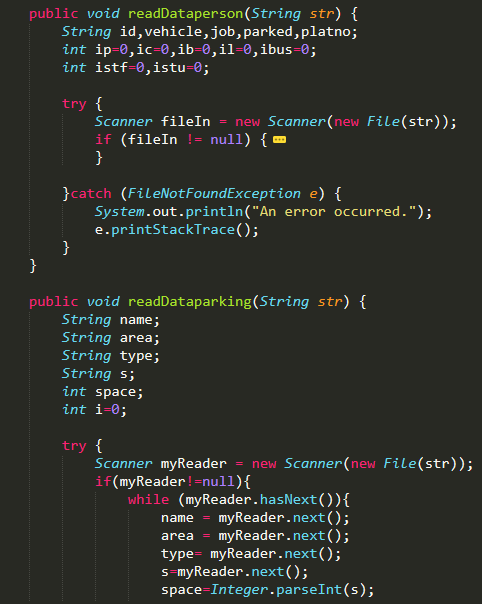 public void readDataperson(String str) {
String id,vehicle,job,parked,platno;
int ip=0,ic=0,ib=0,il=0,ibus=0;
int istf=0,istu=0;
try {
Scanner fileIn = new Scanner(new File(str));
if (fileIn != null) {
}
}catch (FileNotFoundException e) {
System.out.println("An error occurred.");
e.printStackTrace();
}
}
public void readDataparking(String str) {
String name;
String area;
String type;
String s;
int space;
int i=0;
try {
Scanner myReader = new Scanner(new File(str));
if(myReader!=null){
while (myReader.hasNext()){
name = myReader.next();
area = myReader.next();
type= myReader.next();
s=myReader.next();
space=Integer.parseInt(s);